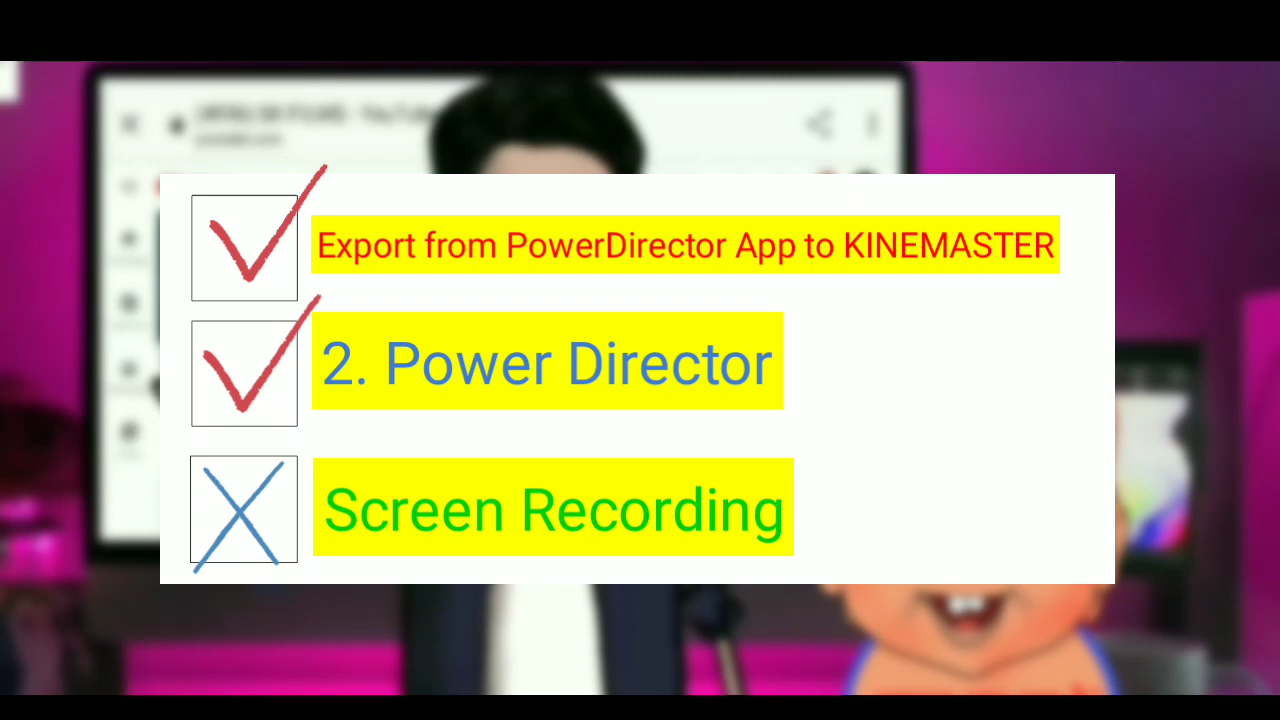 Export from PowerDirector App to KINEMASTER
2. Power Director
Screen Recording